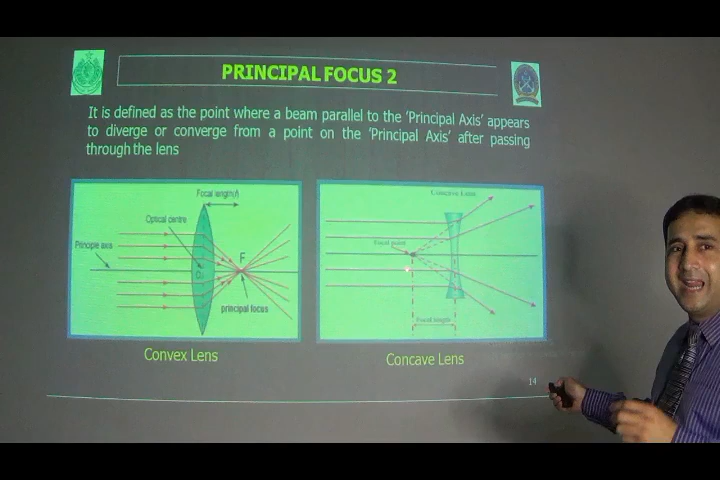 PRINCIPAL FOCUS 2
It is defined as the point where a beam parallel to the 'Principal Axis' appears
to diverge or converge from a point on the 'Principal Axis' after passing
through the lens
Focal length(f)
Optical centre
Principle axis
F
O
principal focus
Convex Lens
Concave Lens
Focal point
Focal length
Concave Lens
14